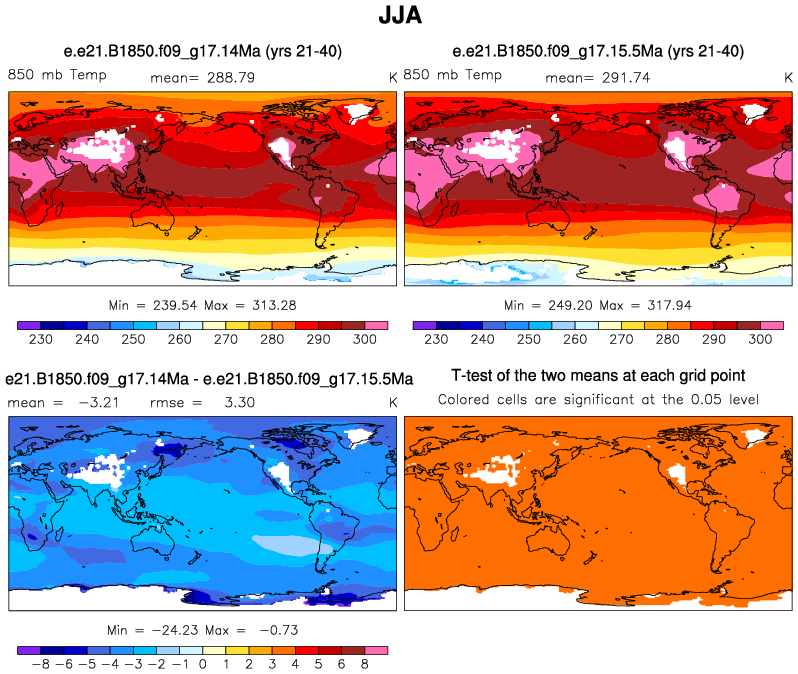 JJA
e.e21.B1850.f09_g17.14Ma (yrs 21-40)
850 mb Temp mean= 288.79 K
Min = 239.54 Max = 313.28
230 240 250 260 270 280 290 300
e.e21.B1850.f09_g17.15.5Ma (yrs 21-40)
850 mb Temp mean= 291.74 K
Min = 249.20 Max = 317.94
230 240 250 260 270 280 290 300
e21.B1850.f09_g17.14Ma - e.e21.B1850.f09_g17.15.5Ma
mean = -3.21 rmse = 3.30 K
Min = -24.23 Max = -0.73
-8 -6 -5 -4 -3 -2 -1 0 1 2 3 4 5 6 8
T-test of the two means at each grid point
Colored cells are significant at the 0.05 level